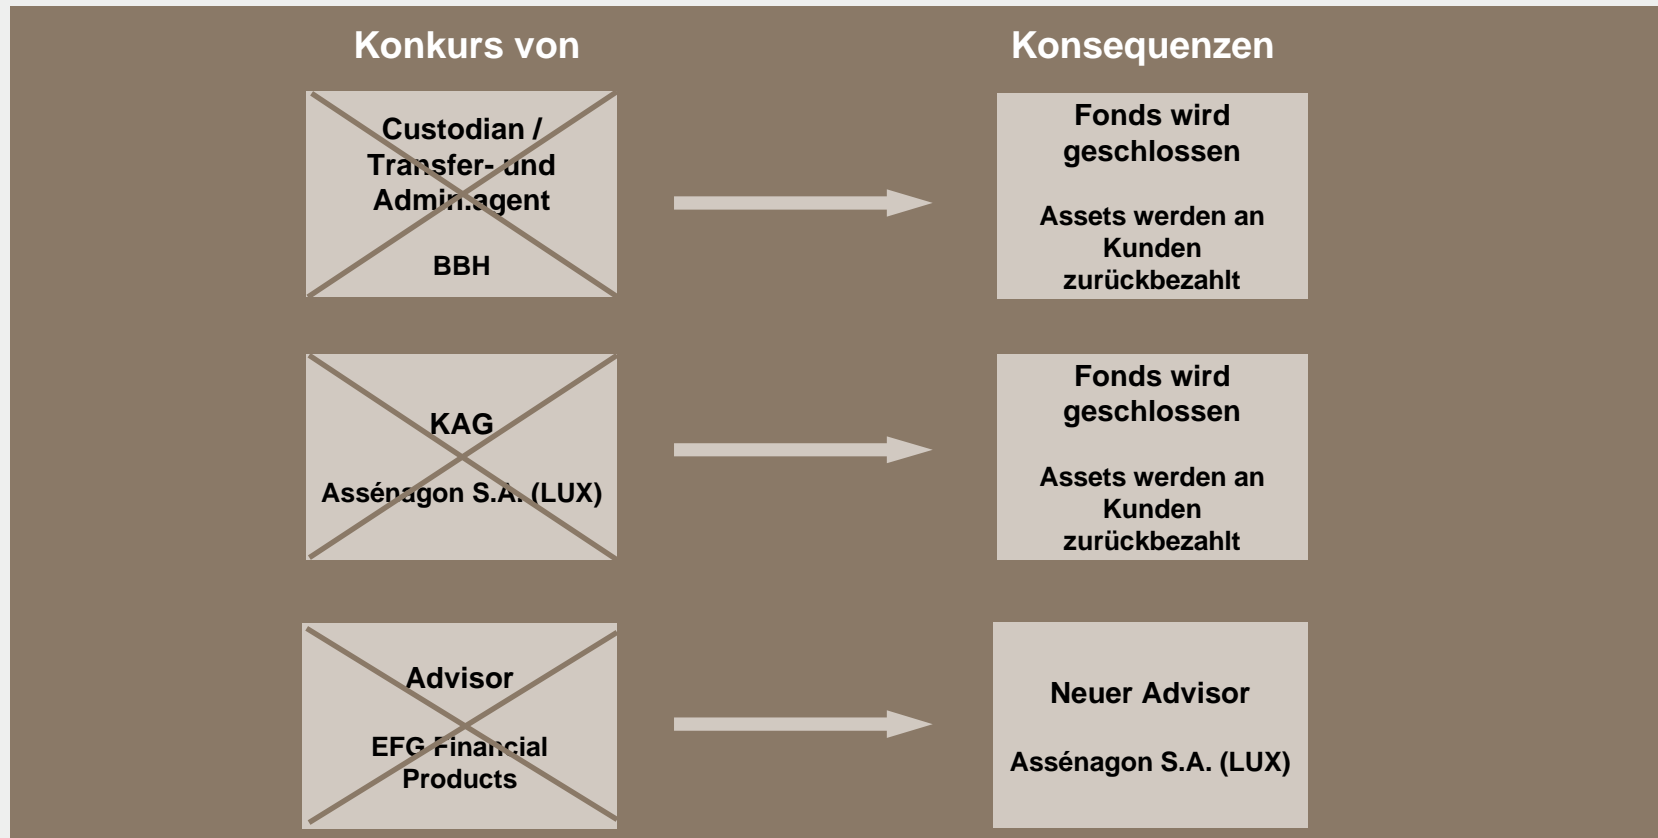 Konkurs von
Konsequenzen
Custodian /
Transfer- und
Admin.agent
BBH
Fonds wird
geschlossen
Assets werden an
Kunden
zurückbezahlt
KAG
Assénagon S.A. (LUX)
Fonds wird
geschlossen
Assets werden an
Kunden
zurückbezahlt
Advisor
EFG Financial
Products
Neuer Advisor
Assénagon S.A. (LUX)